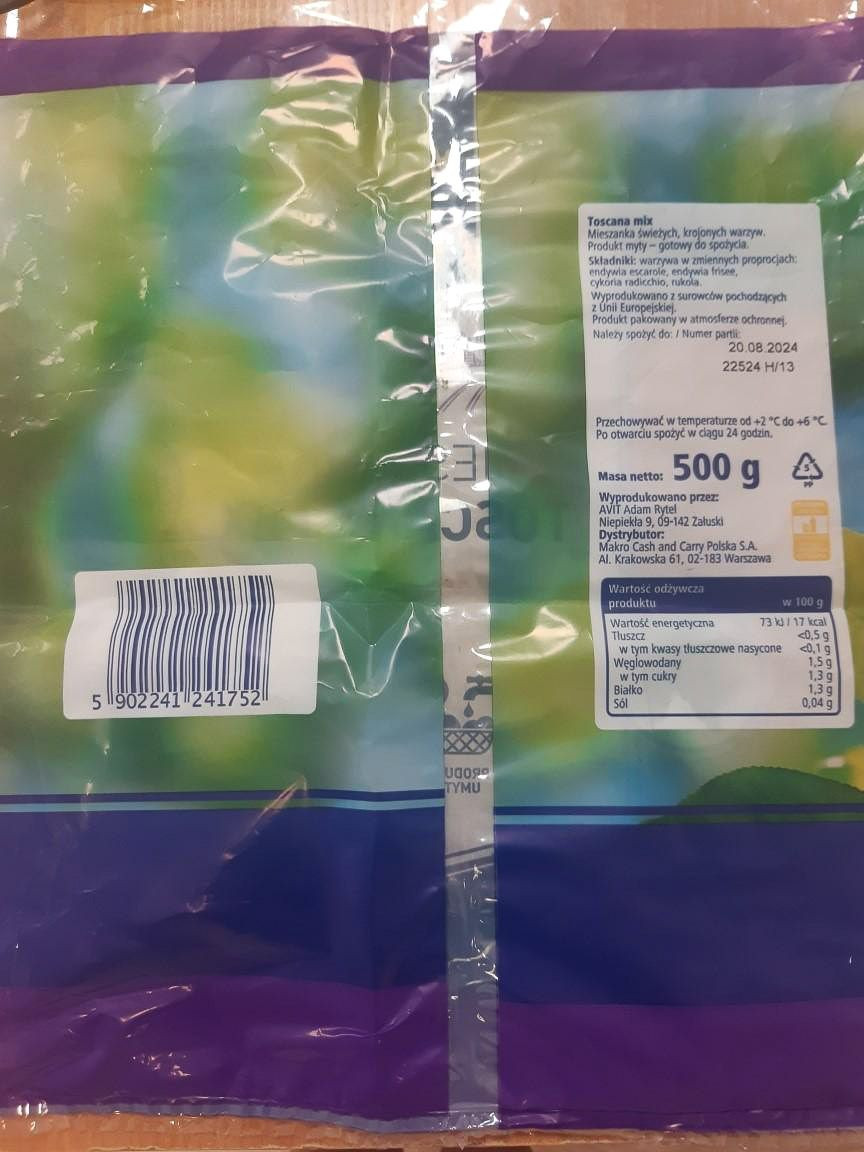 Toscana mix
Mieszanka świeżych, krojonych warzyw.
Produkt myty – gotowy do spożycia.
Składniki: warzywa w zmiennych proprocjach:
endywia escarole, endywia frisee,
cykoria radicchio, rukola.
Wyprodukowano z surowców pochodzących
z Unii Europejskiej.
Produkt pakowany w atmosferze ochronnej.
Należy spożyć do: / Numer partii:
20.08.2024
22524 H/13
Przechowywać w temperaturze od +2 °C do +6 °C.
Po otwarciu spożyć w ciągu 24 godzin.
Masa netto: 500 g
5
PP
Wyprodukowano przez:
AVIT Adam Rytel
Niepiekła 9, 09-142 Załuski
Dystrybutor:
Makro Cash and Carry Polska S.A.
Al. Krakowska 61, 02-183 Warszawa
Wartość odżywcza
produktu w 100 g
Wartość energetyczna 73 kJ / 17 kcal
Tłuszcz <0,5 g
w tym kwasy tłuszczowe nasycone <0,1 g
Węglowodany 1,5 g
w tym cukry 1,3 g
Białko 1,3 g
Sól 0,04 g
5 902241 241752
PRODU
UMYT